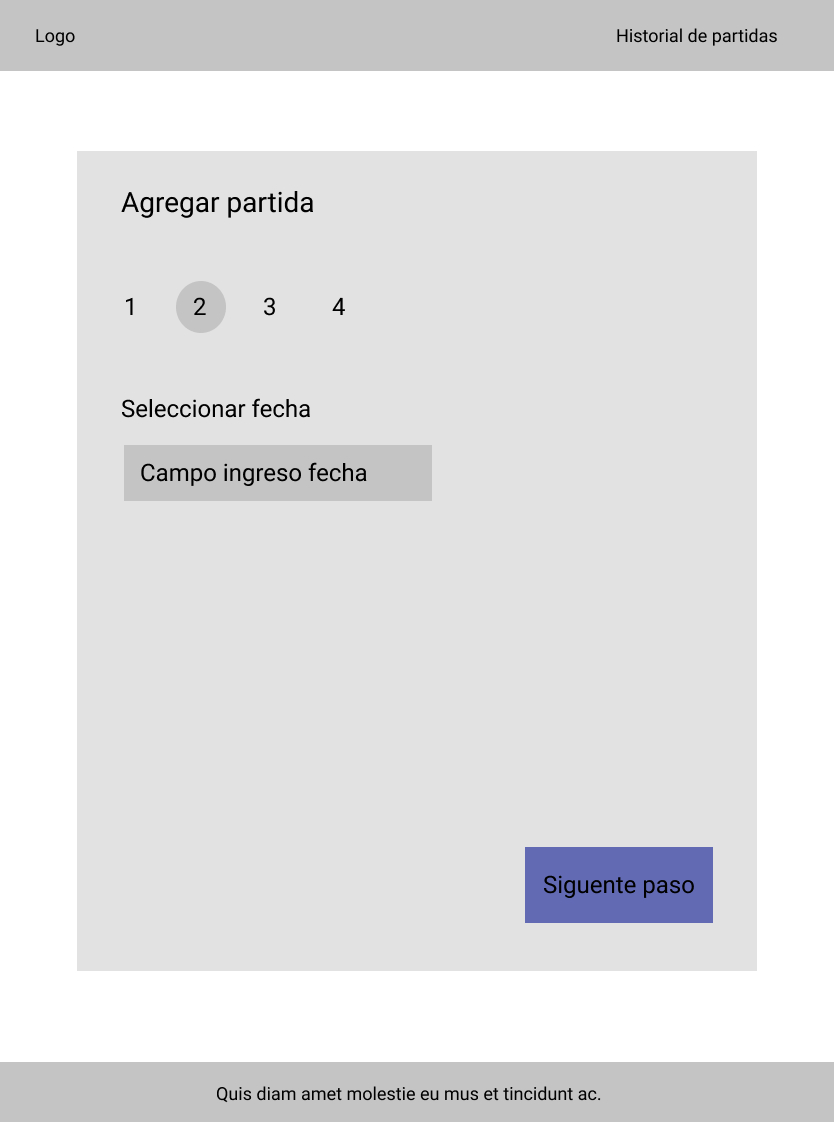 Logo
Historial de partidas
Agregar partida
1 2 3 4
Seleccionar fecha
Campo ingreso fecha
Siguente paso
Quis diam amet molestie eu mus et tincidunt ac.